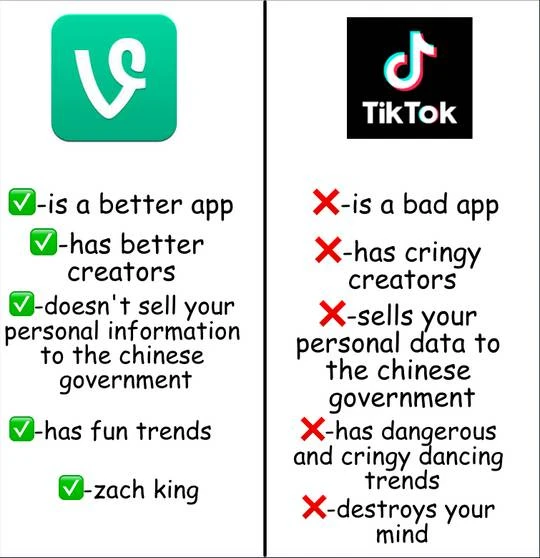 TikTok
✅-is a better app
✅-has better
creators
✅-doesn't sell your
personal information
to the chinese
government
✅-has fun trends
✅-zach king
❌-is a bad app
❌-has cringy
creators
❌-sells your
personal data to
the chinese
government
❌-has dangerous
and cringy dancing
trends
❌-destroys your
mind